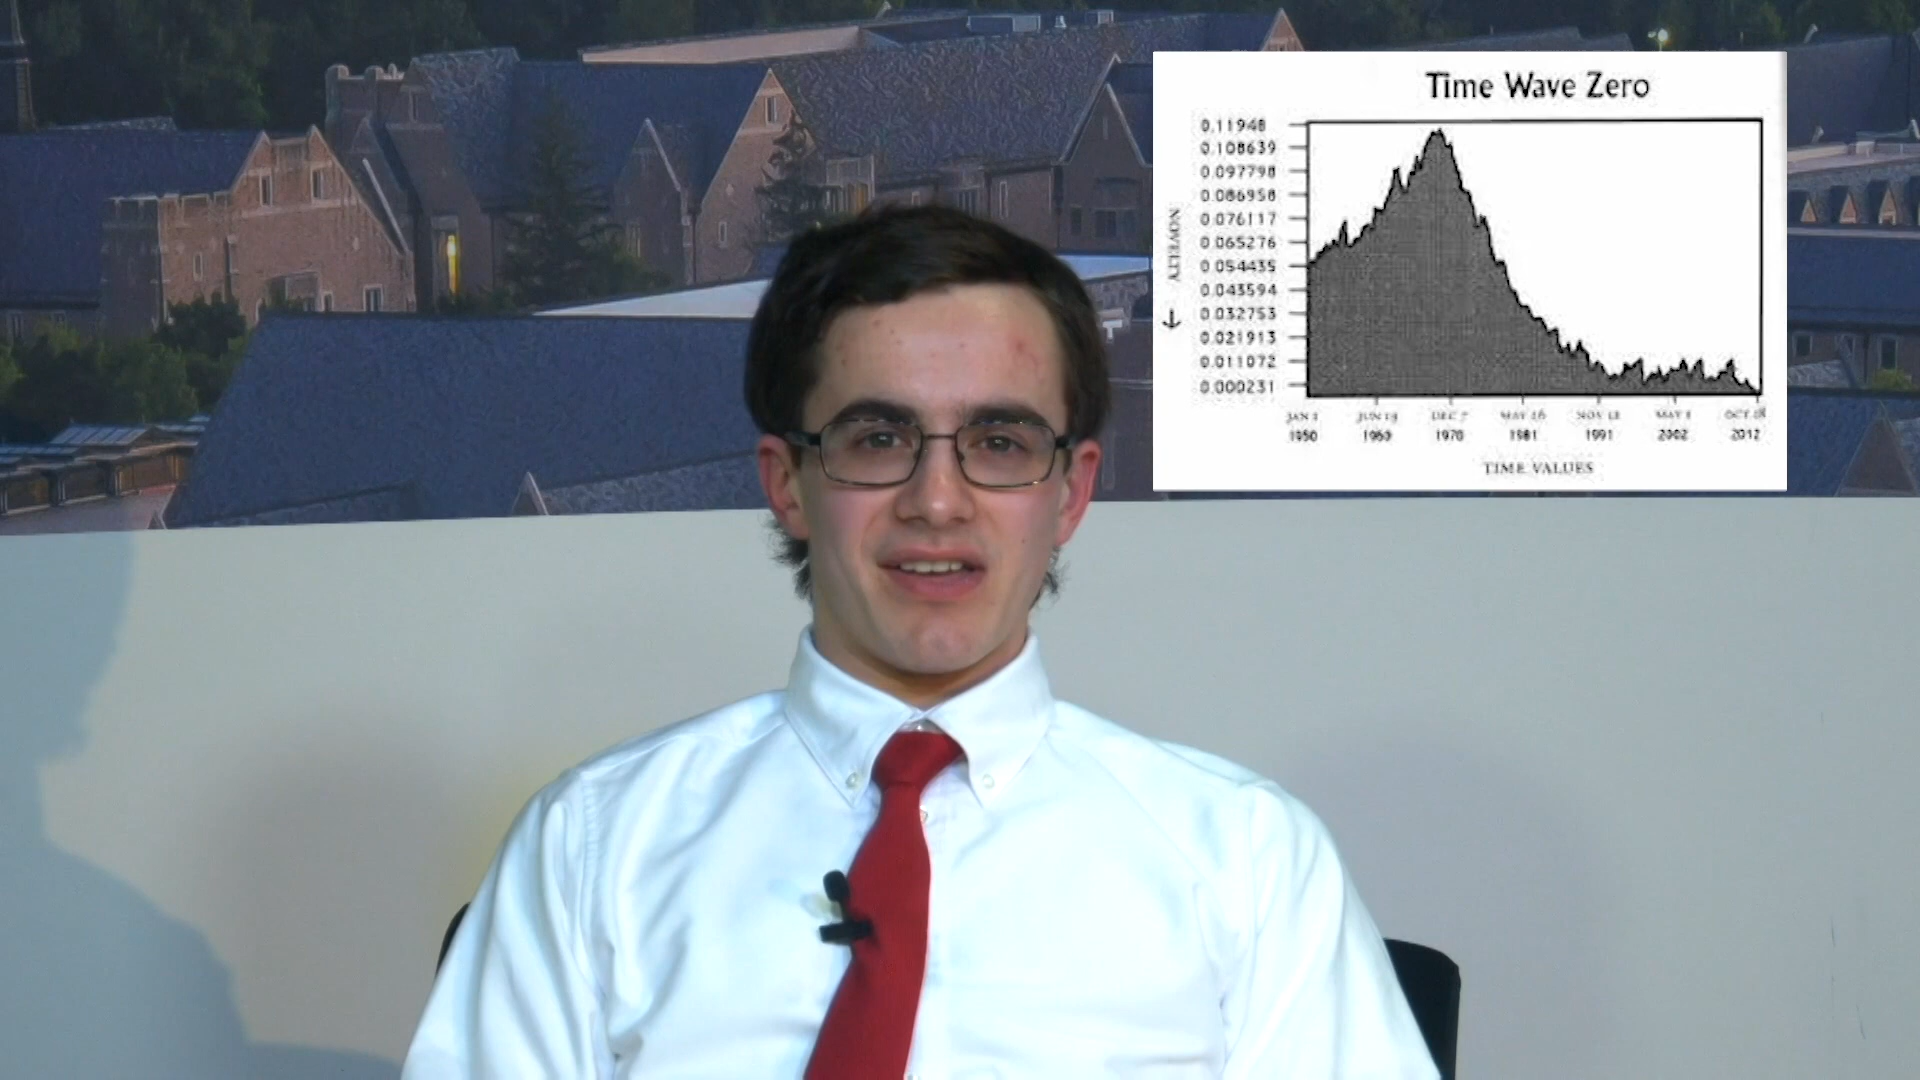 Time Wave Zero
0.11948
0.108639
0.097798
0.086958
0.076117
0.065276
0.054435
0.043594
0.032753
0.021913
0.011072
0.000231
NOVELTY
JAN 1 JUN 19 DEC 7 MAY 26 NOV 12 MAY 1 OCT 18
1950 1960 1970 1981 1991 2002 2012
TIME VALUES